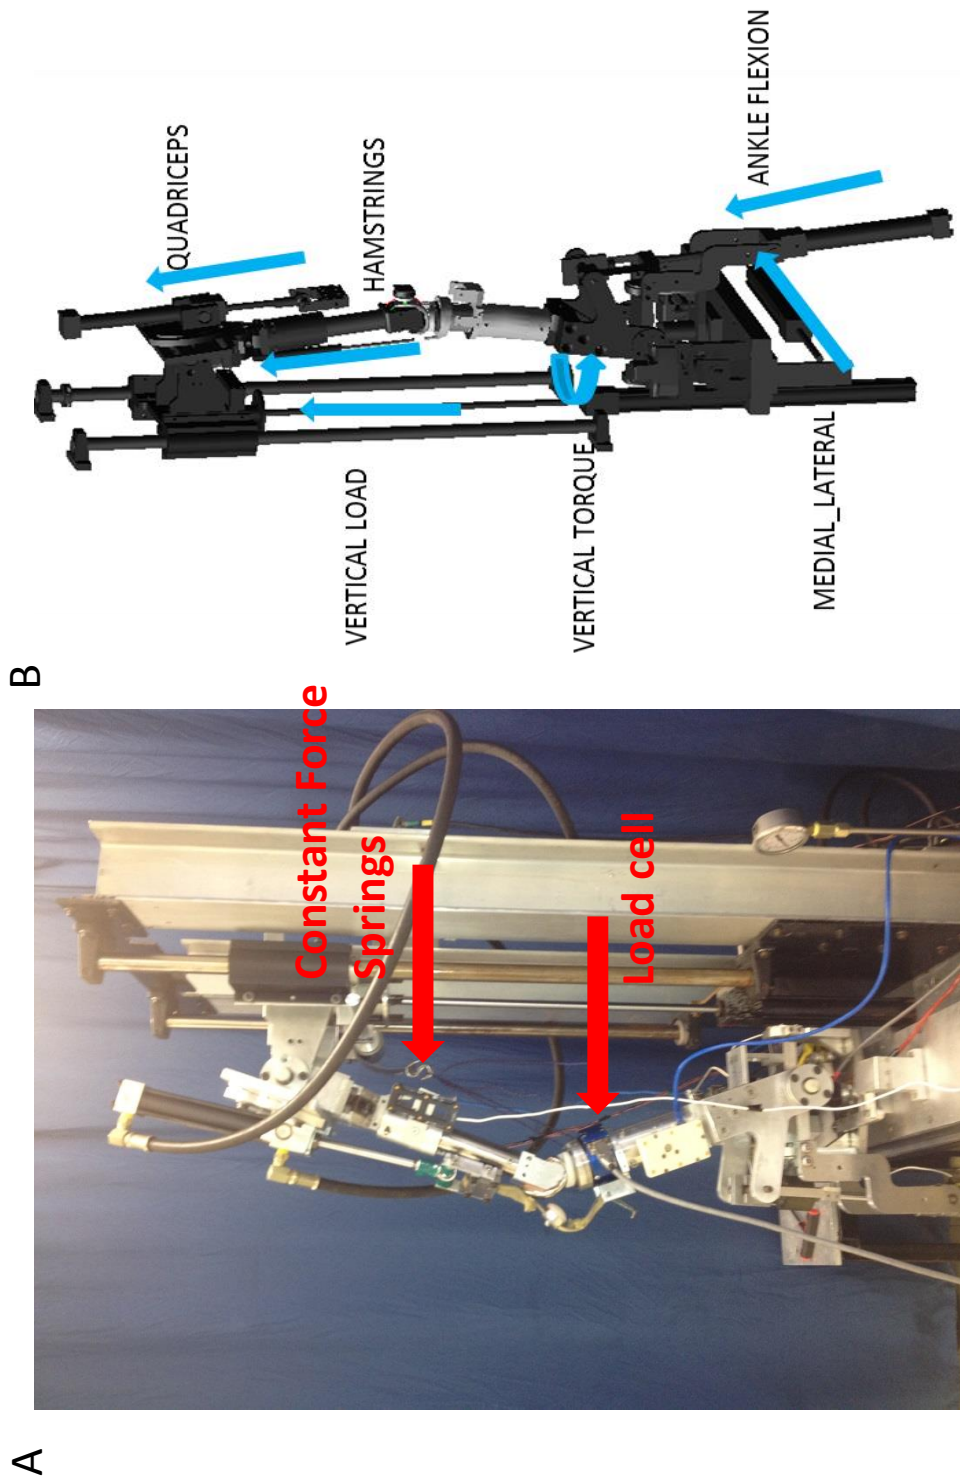 A
Constant Force
Springs
Load cell
B
QUADRICEPS
HAMSTRINGS
VERTICAL LOAD
VERTICAL TORQUE
ANKLE FLEXION
MEDIAL_LATERAL